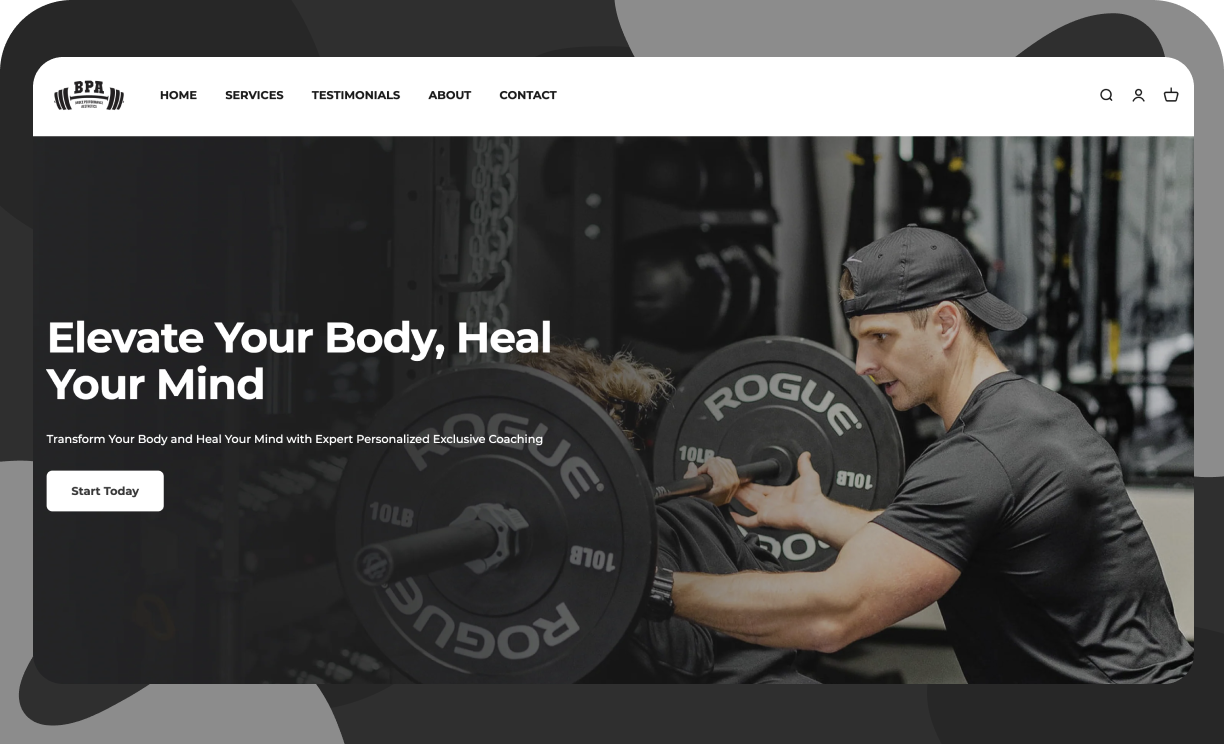 BPA
HOME SERVICES TESTIMONIALS ABOUT CONTACT
Elevate Your Body, Heal
Your Mind
Transform Your Body and Heal Your Mind with Expert Personalized Exclusive Coaching
Start Today
ROGUE
10LB
10LB
ROGUE
ROGUE
10LB
10LB